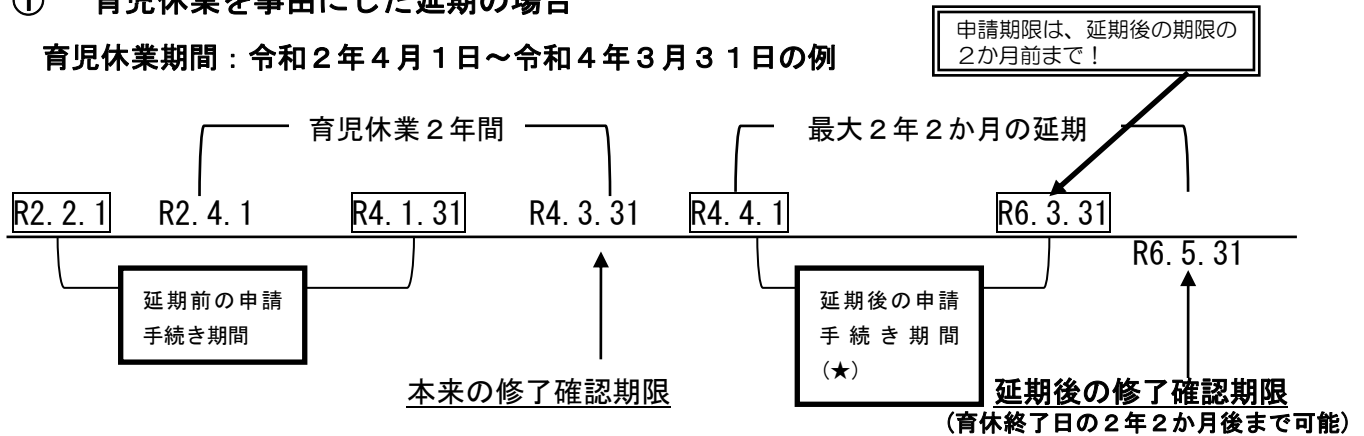 ① 育児休業を事由にした延期の場合
申請期限は、延期後の期限の
２か月前まで！
育児休業期間：令和２年４月１日～令和４年３月３１日の例
育児休業２年間
最大２年２か月の延期
R2.2.1
R2.4.1
R4.1.31
R4.3.31
R4.4.1
R6.3.31
R6.5.31
延期前の申請
手続き期間
延期後の申請
手続き期間
(★)
本来の修了確認期限
延期後の修了確認期限
(育休終了日の２年２か月後まで可能)